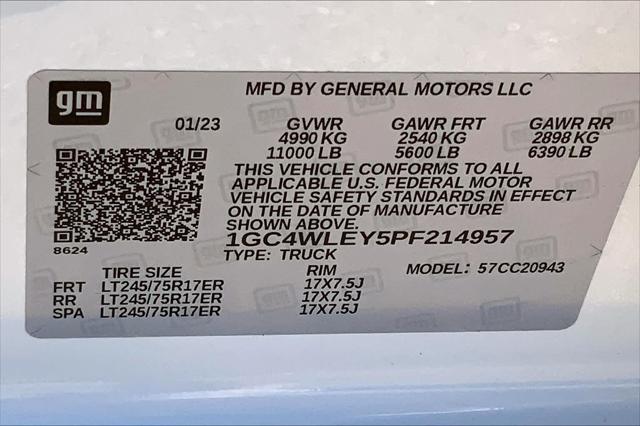 gm
MFD BY GENERAL MOTORS LLC
01/23 GVWR GAWR FRT GAWR RR
4990 KG 2540 KG 2898 KG
11000 LB 5600 LB 6390 LB
THIS VEHICLE CONFORMS TO ALL
APPLICABLE U.S. FEDERAL MOTOR
VEHICLE SAFETY STANDARDS IN EFFECT
ON THE DATE OF MANUFACTURE
SHOWN ABOVE.
8624
1GC4WLEY5PF214957
TYPE: TRUCK MODEL: 57CC20943
TIRE SIZE RIM
FRT LT245/75R17ER 17X7.5J
RR LT245/75R17ER 17X7.5J
SPA LT245/75R17ER 17X7.5J